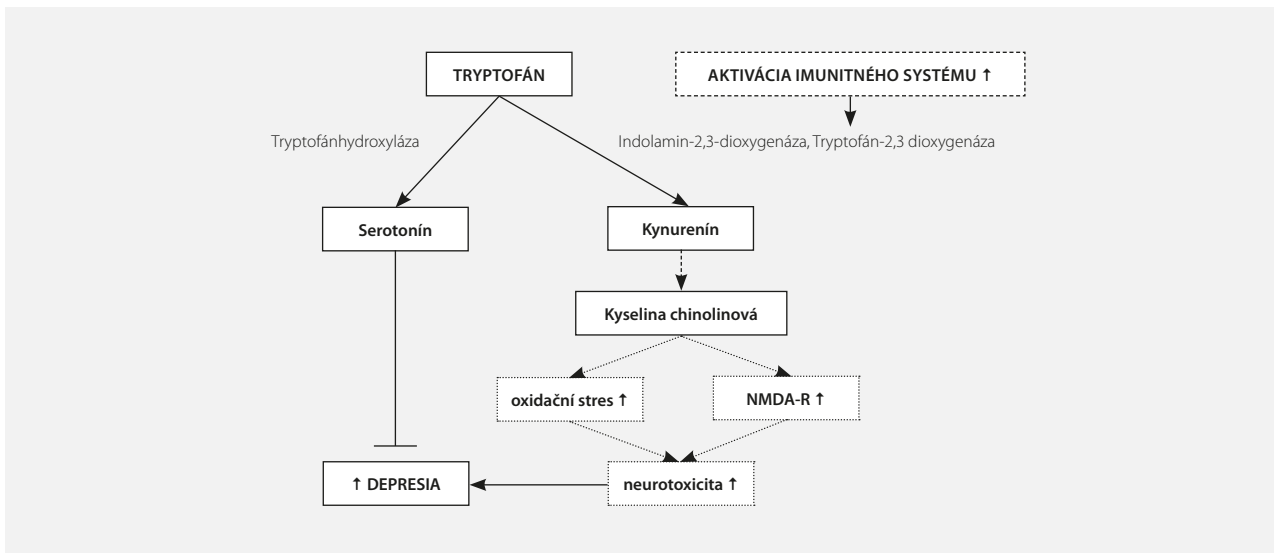 TRYPTOFÁN
AKTIVÁCIA IMUNITNÉHO SYSTÉMU ↑
Tryptofánhydroxyláza
Indolamin-2,3-dioxygenáza, Tryptofán-2,3 dioxygenáza
Serotonín
Kynurenín
Kyselina chinolinová
oxidační stres ↑
NMDA-R ↑
↑ DEPRESIA
neurotoxicita ↑